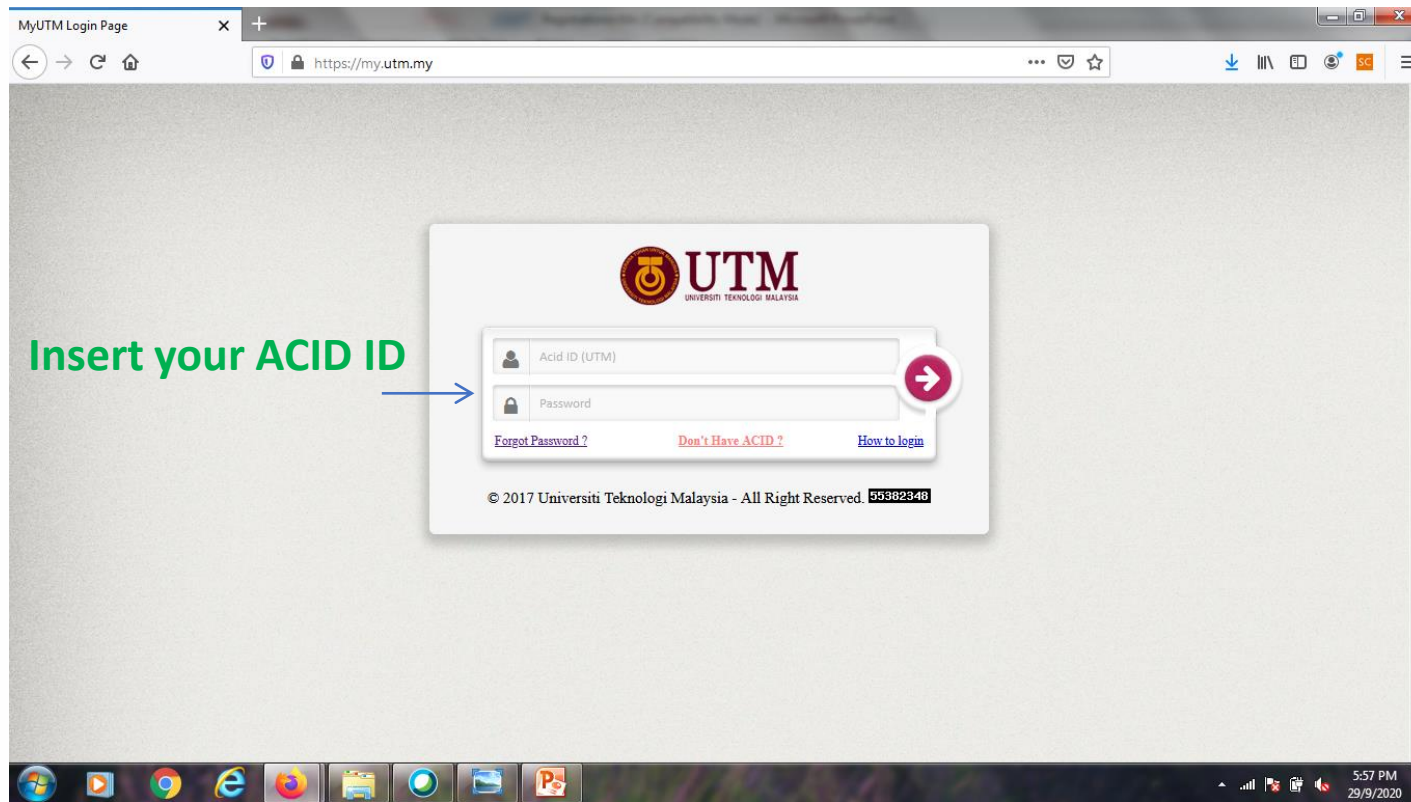 MyUTM Login Page
https://my.utm.my
SC
UTM
UNIVERSITI TEKNOLOGI MALAYSIA
Insert your ACID ID
Acid ID (UTM)
Password
Forgot Password ?
Don't Have ACID ?
How to login
© 2017 Universiti Teknologi Malaysia - All Right Reserved. 55382348
5:57 PM
29/9/2020